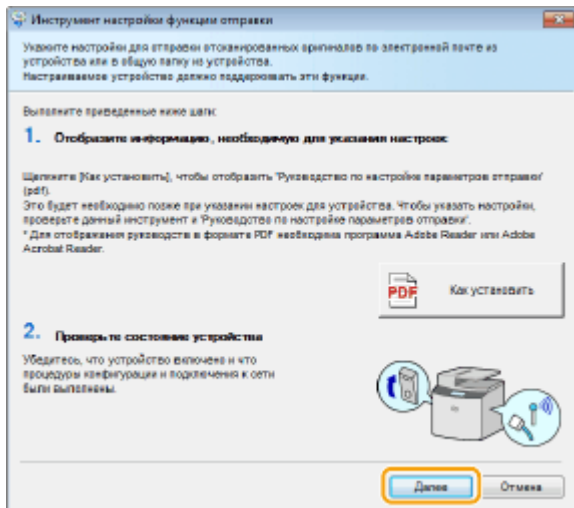 Инструмент настройки функции отправки
Укажите настройки для отправки отсканированных оригиналов по электронной почте из
устройства или в общую папку из устройства.
Настраиваемое устройство должно поддерживать эти функции.
Выполните приведенные ниже шаги:
1. Отобразите информацию, необходимую для указания настроек
Щелкните [Как установить], чтобы отобразить 'Руководство по настройке параметров отправки'
(pdf).
Это будет необходимо позже при указании настроек для устройства. Чтобы указать настройки,
проверьте данный инструмент и 'Руководство по настройке параметров отправки'.
* Для отображения руководств в формате PDF необходима программа Adobe Reader или Adobe
Acrobat Reader.
PDF Как установить
2. Проверьте состояние устройства
Убедитесь, что устройство включено и что
процедуры конфигурации и подключения к сети
были выполнены.
Далее Отмена